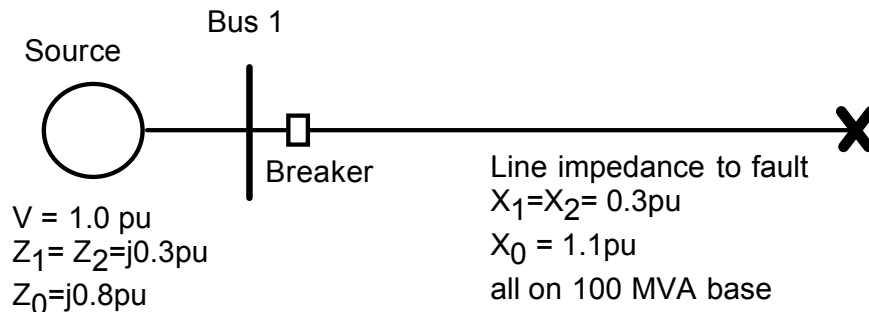 Bus 1
Source
Breaker
V = 1.0 pu
Z1= Z2=j0.3pu
Z0=j0.8pu
Line impedance to fault
X1=X2= 0.3pu
X0 = 1.1pu
all on 100 MVA base